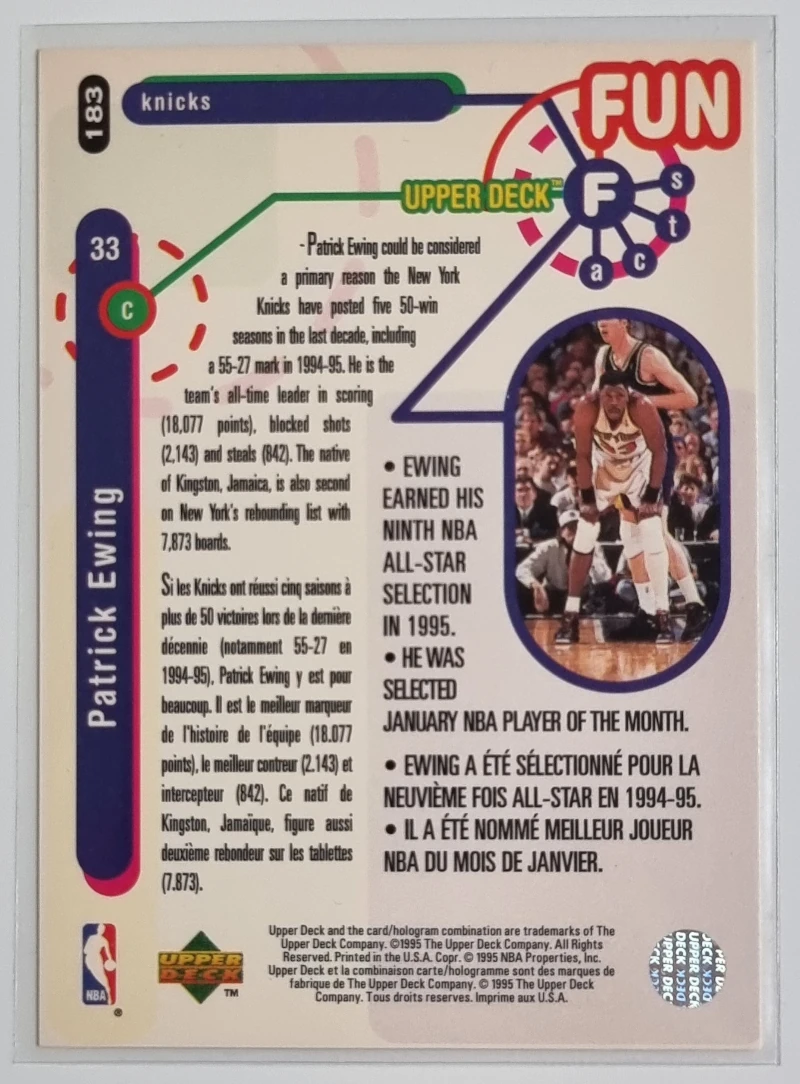 183
knicks
FUN
UPPER DECK™
F
a
c
t
s
33
c
Patrick Ewing
- Patrick Ewing could be considered
a primary reason the New York
Knicks have posted five 50-win
seasons in the last decade, including
a 55-27 mark in 1994-95. He is the
team's all-time leader in scoring
(18,077 points), blocked shots
(2,143) and steals (842). The native
of Kingston, Jamaica, is also second
on New York's rebounding list with
7,873 boards.
Si les Knicks ont réussi cinq saisons à
plus de 50 victoires lors de la dernière
décennie (notamment 55-27 en
1994-95), Patrick Ewing y est pour
beaucoup. Il est le meilleur marqueur
de l'histoire de l'équipe (18.077
points), le meilleur contreur (2.143) et
intercepteur (842). Ce natif de
Kingston, Jamaïque, figure aussi
deuxième rebondeur sur les tablettes
(7.873).
• EWING
EARNED HIS
NINTH NBA
ALL-STAR
SELECTION
IN 1995.
• HE WAS
SELECTED
JANUARY NBA PLAYER OF THE MONTH.
• EWING A ÉTÉ SÉLECTIONNÉ POUR LA
NEUVIÈME FOIS ALL-STAR EN 1994-95.
• IL A ÉTÉ NOMMÉ MEILLEUR JOUEUR
NBA DU MOIS DE JANVIER.
NBA
®
UPPER
DECK
™
Upper Deck and the card/hologram combination are trademarks of The
Upper Deck Company. ©1995 The Upper Deck Company. All Rights
Reserved. Printed in the U.S.A. Copr. © 1995 NBA Properties, Inc.
Upper Deck et la combinaison carte/hologramme sont des marques de
fabrique de The Upper Deck Company. © 1995 The Upper Deck
Company. Tous droits reserves. Imprime aux U.S.A.
UPPER DECK